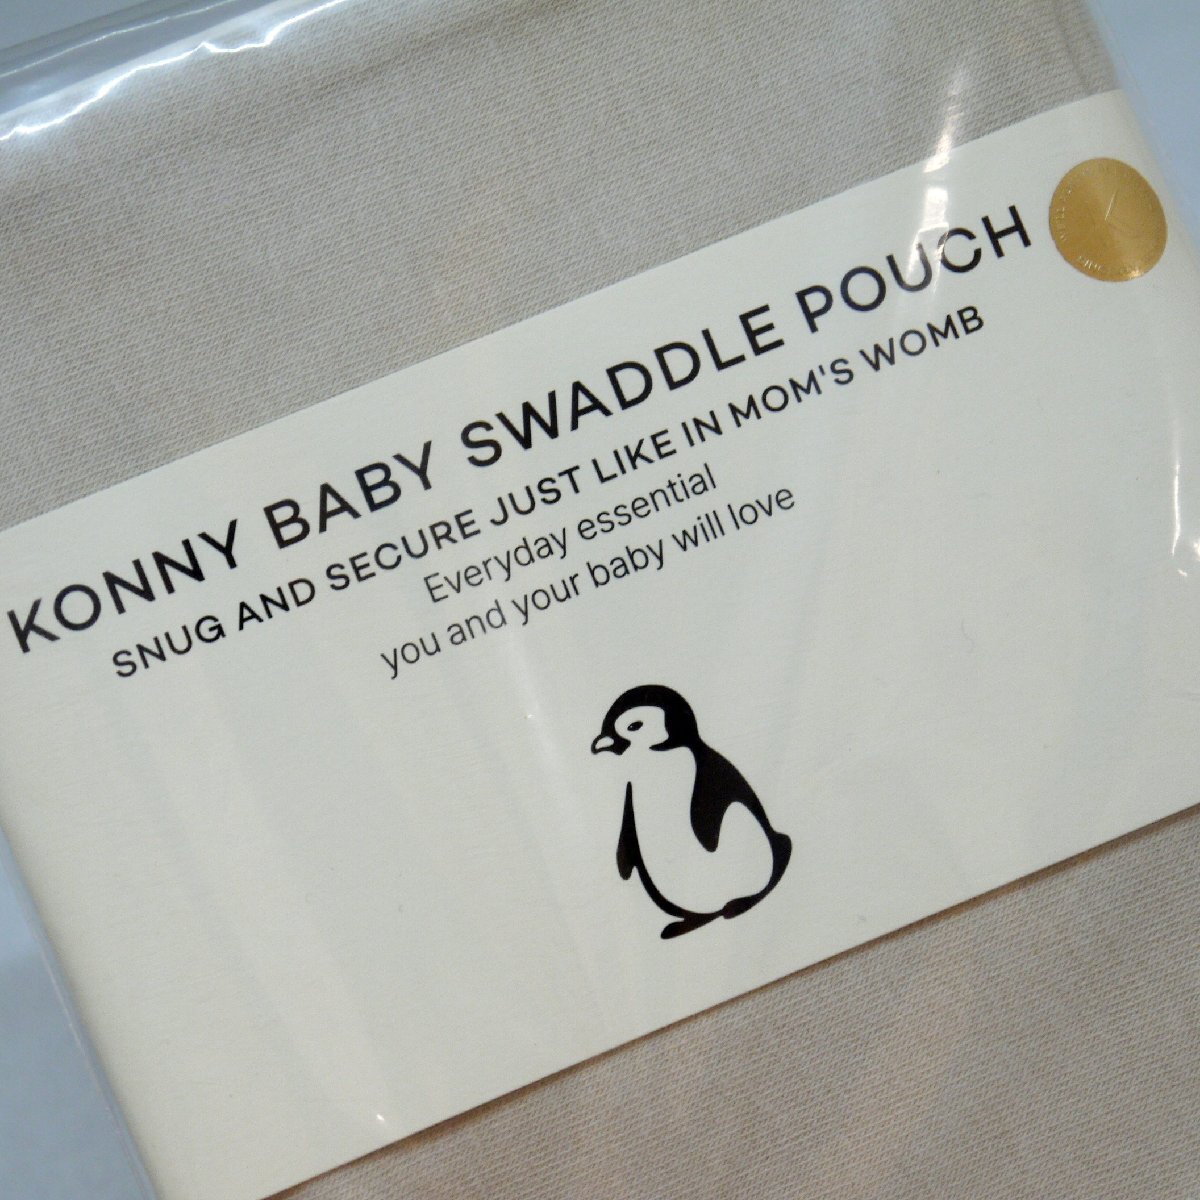 KONNY BABY SWADDLE POUCH
SNUG AND SECURE JUST LIKE IN MOM'S WOMB
Everyday essential
you and your baby will love